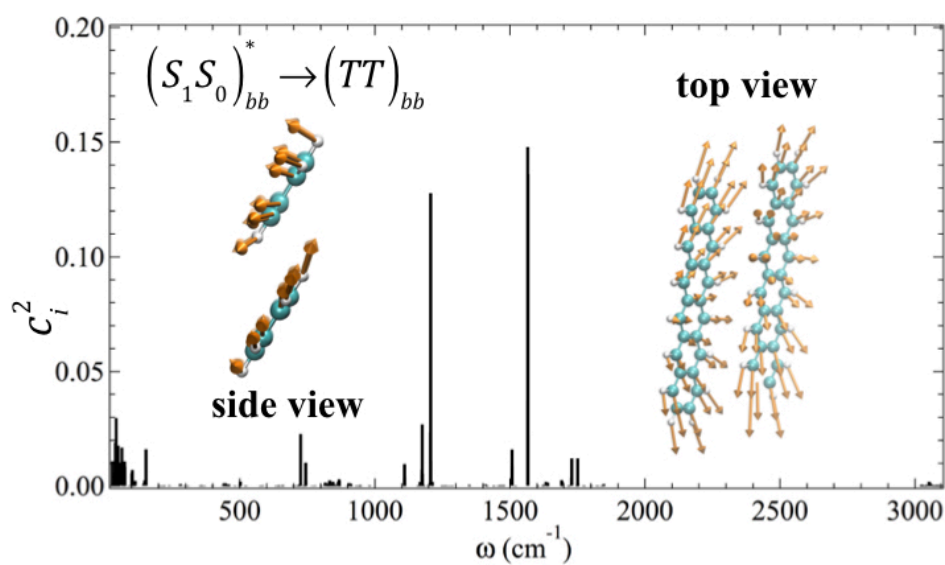 0.20
(S₁S₀)*bb → (TT)bb
top view
0.15
0.10
c²ᵢ
0.05
side view
0.00
500 1000 1500 2000 2500 3000
ω (cm⁻¹)